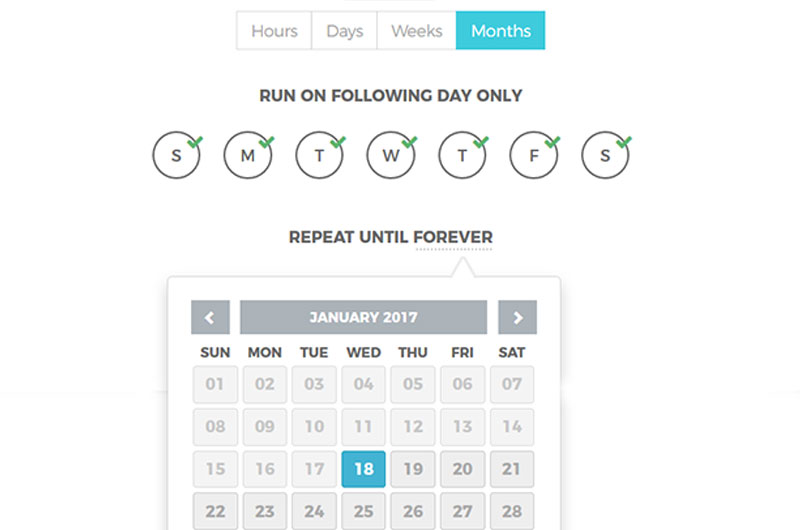 Hours Days Weeks Months
RUN ON FOLLOWING DAY ONLY
S M T W T F S
REPEAT UNTIL FOREVER
JANUARY 2017
SUN MON TUE WED THU FRI SAT
01 02 03 04 05 06 07
08 09 10 11 12 13 14
15 16 17 18 19 20 21
22 23 24 25 26 27 28